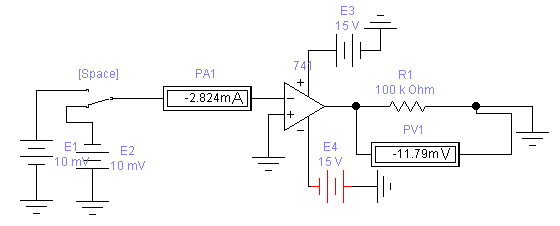 E3
15 V
[Space]
PA1
741
R1
-2.824mA
100 k Ohm
PV1
E1
10 mV
E2
10 mV
E4
15 V
-11.79mV